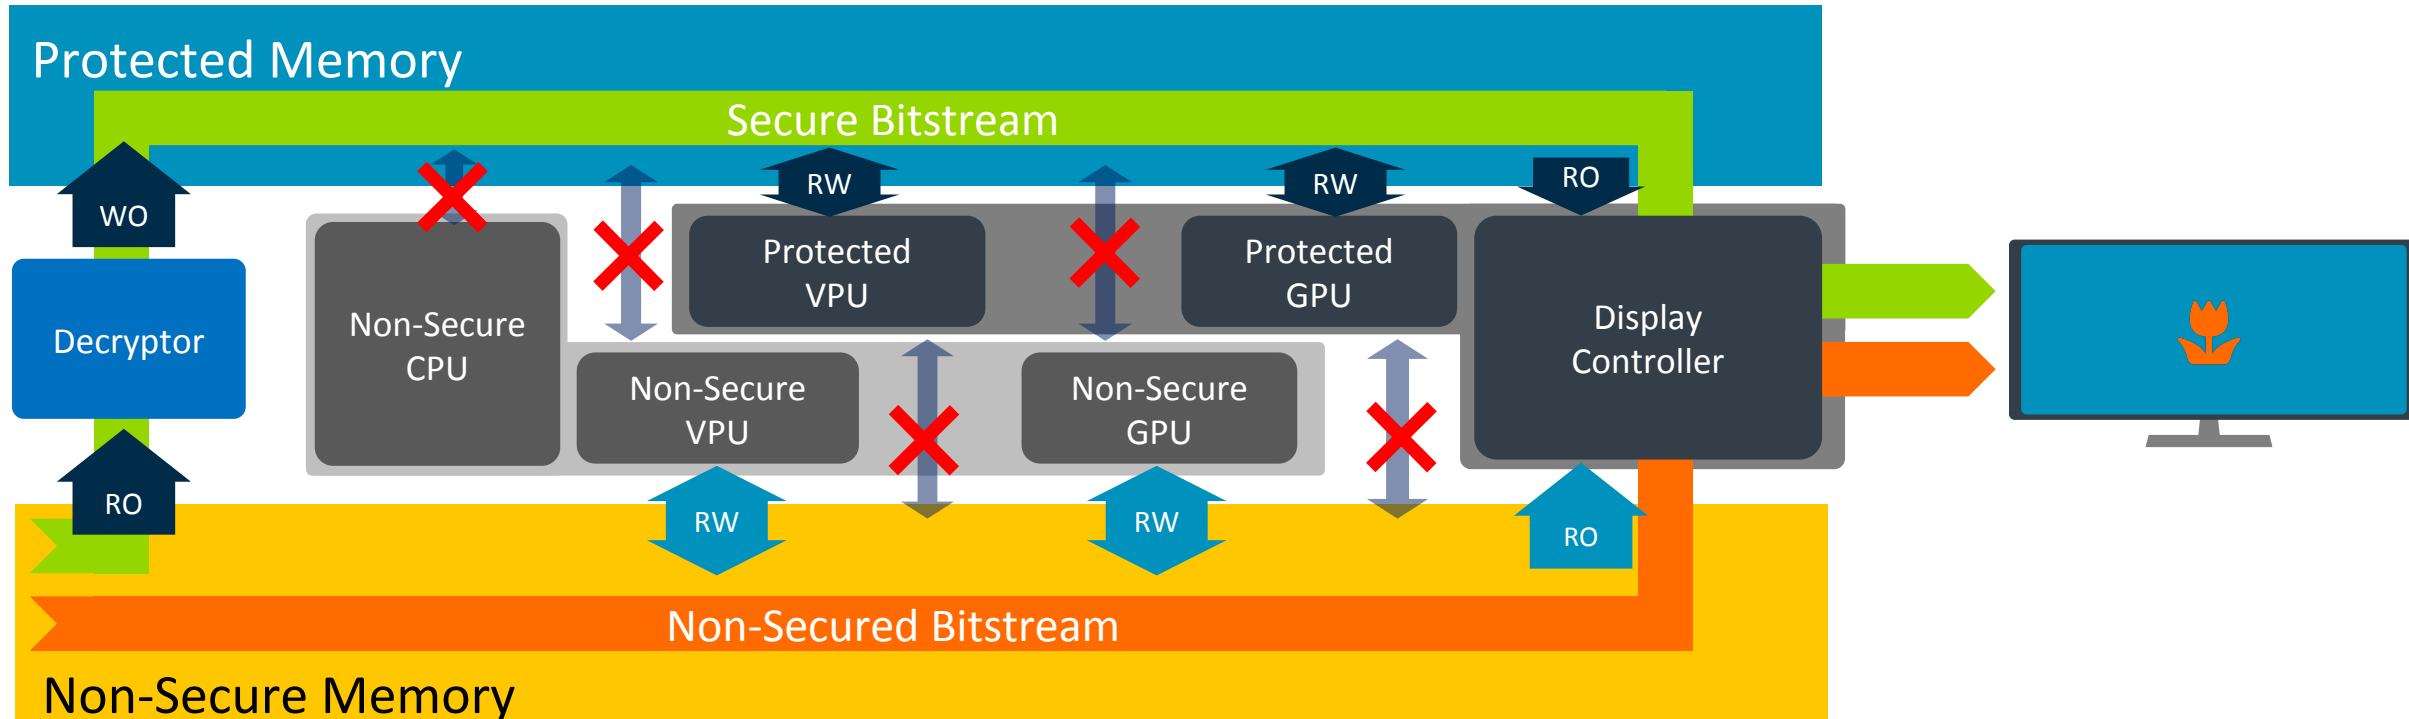 Protected Memory
Secure Bitstream
WO
RW
RW
RO
Decryptor
Non-Secure
CPU
Protected
VPU
Protected
GPU
Display
Controller
Non-Secure
VPU
Non-Secure
GPU
RO
RW
RW
RO
Non-Secured Bitstream
Non-Secure Memory